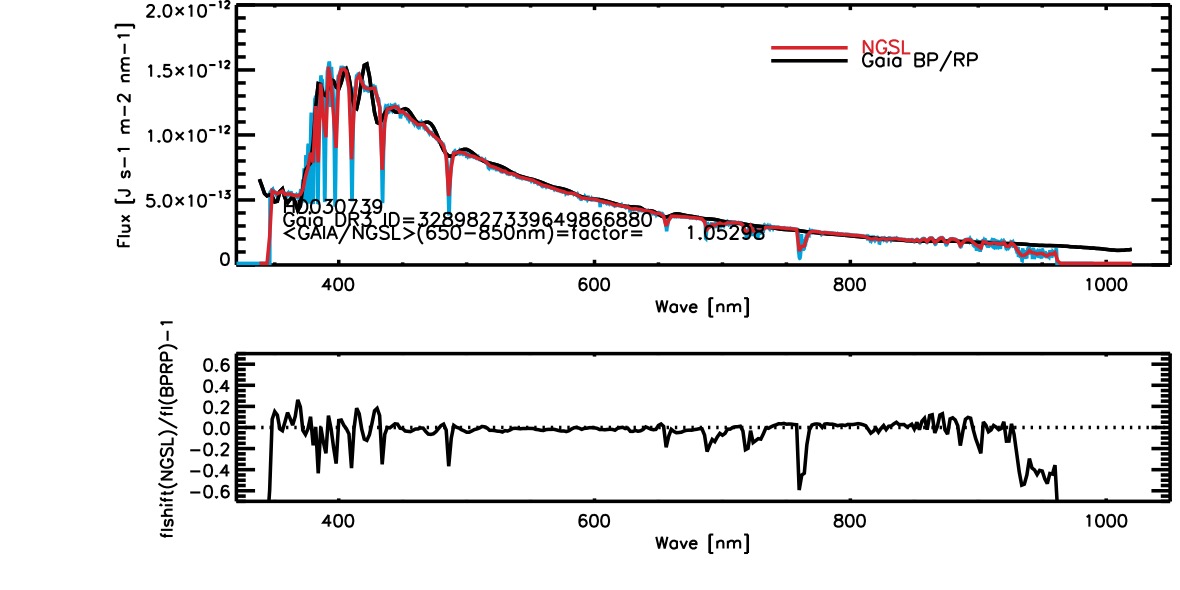 2.0×10−12
1.5×10−12
1.0×10−12
5.0×10−13
0
Flux [J s−1 m−2 nm−1]
NGSL
Gaia BP/RP
HD030739
Gaia DR3 ID=3289827339649866880
<GAIA/NGSL>(650−850nm)=factor= 1.05298
400 600 800 1000
Wave [nm]
0.6
0.4
0.2
0.0
−0.2
−0.4
−0.6
flshift(NGSL)/fl(BPRP)−1
400 600 800 1000
Wave [nm]